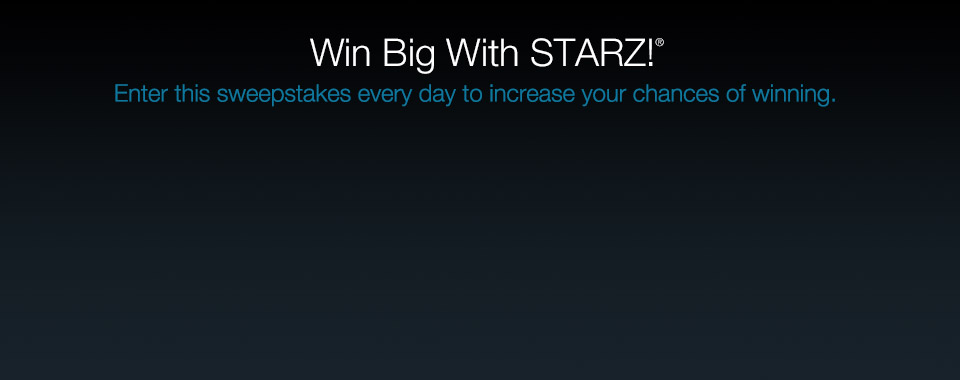 Win Big With STARZ!®
Enter this sweepstakes every day to increase your chances of winning.